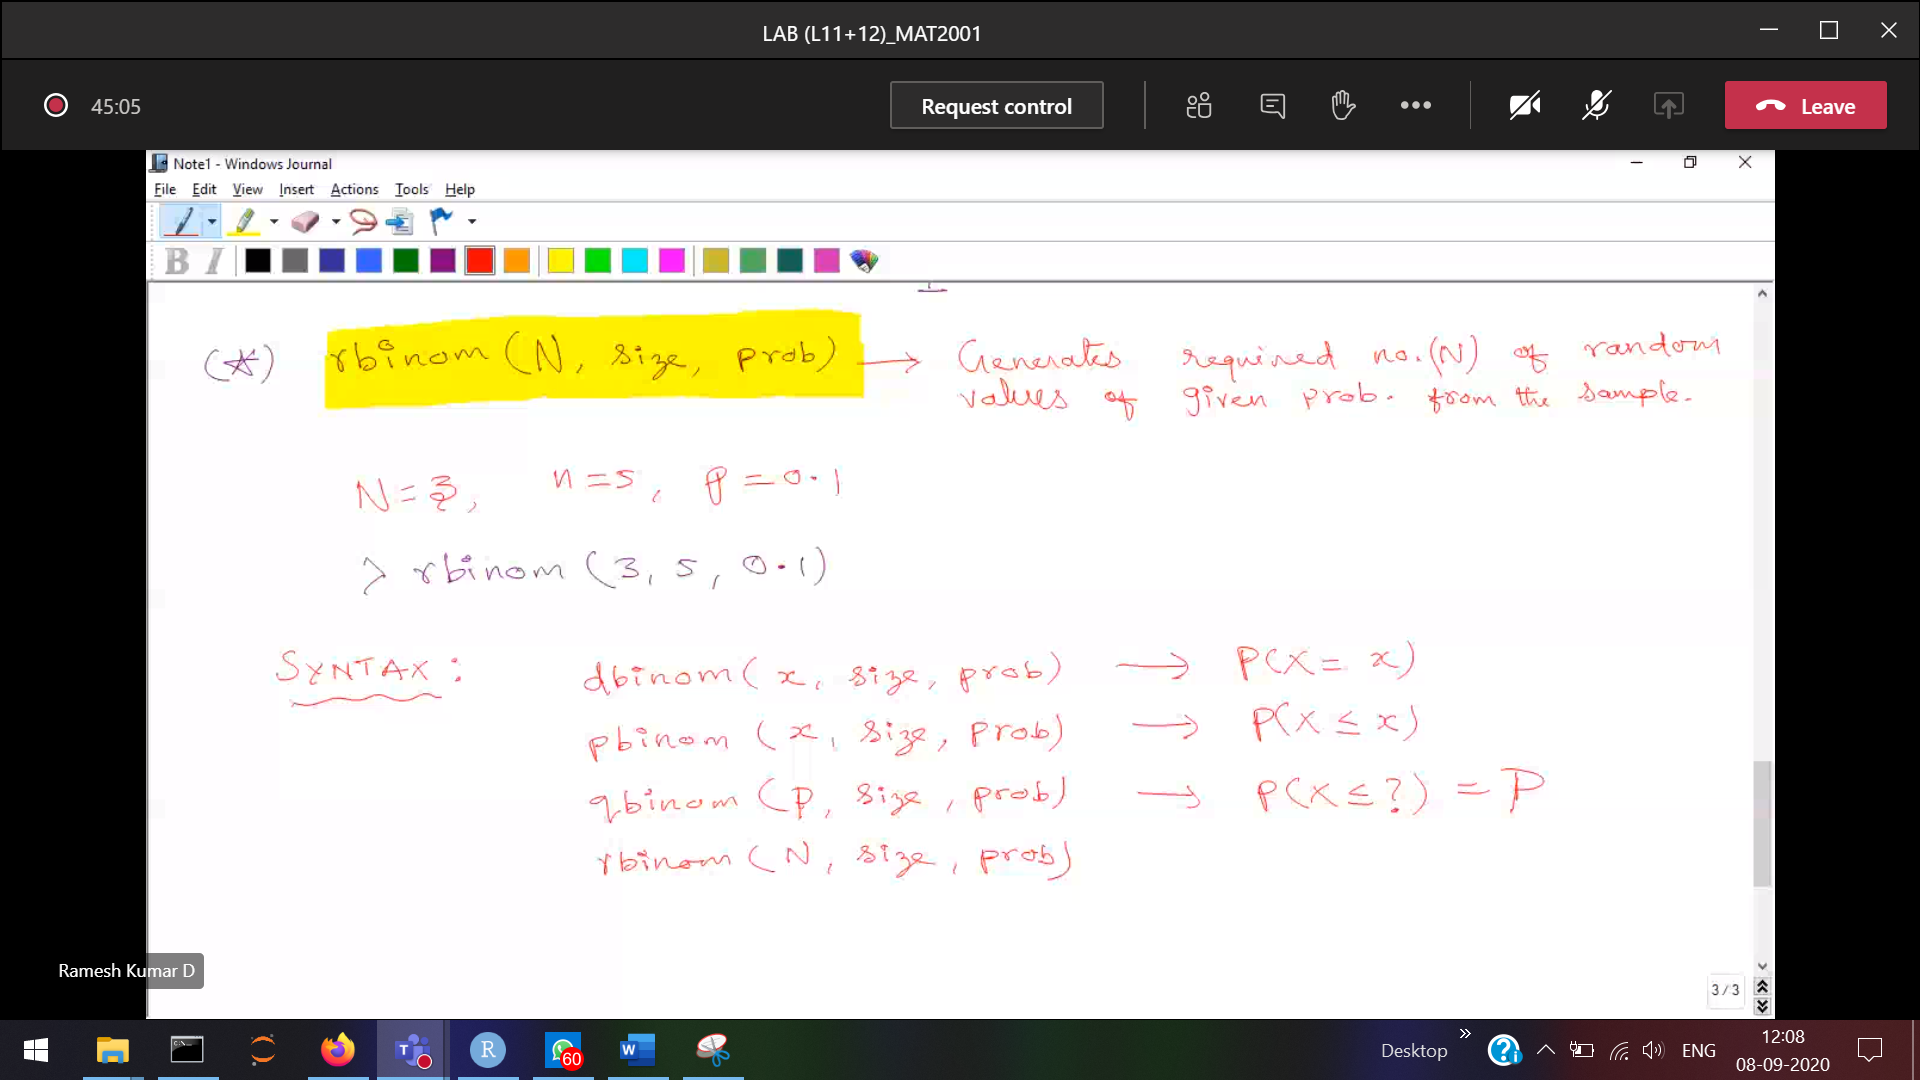 LAB (L11+12)_MAT2001
45:05
Request control
Leave
Note1 - Windows Journal
File Edit View Insert Actions Tools Help
B I
(☆) rbinom (N, size, prob) → Generates required no.(N) of random
values of given prob. from the sample.
N=3, n=5, p=0.1
> rbinom (3, 5, 0.1)
SYNTAX:
dbinom( x, size, prob) → P(X= x)
pbinom (x, size, prob) → P(X ≤ x)
qbinom (p, size, prob) → P(X ≤ ?) = P
rbinom (N, size, prob)
Ramesh Kumar D
3 / 3
T
R
60
W
Desktop
ENG
12:08
08-09-2020